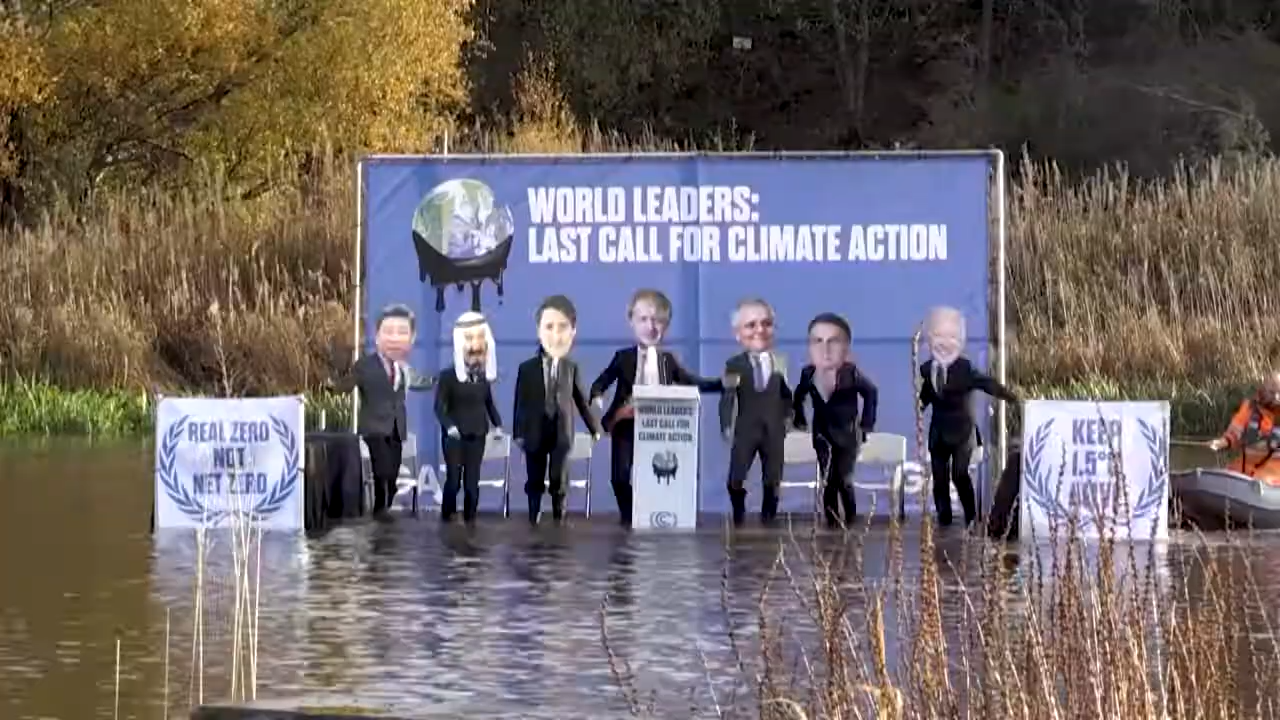 WORLD LEADERS:
LAST CALL FOR CLIMATE ACTION
REAL ZERO
NOT
NET ZERO
WORLD LEADERS:
LAST CALL FOR
CLIMATE ACTION
KEEP
1.5°